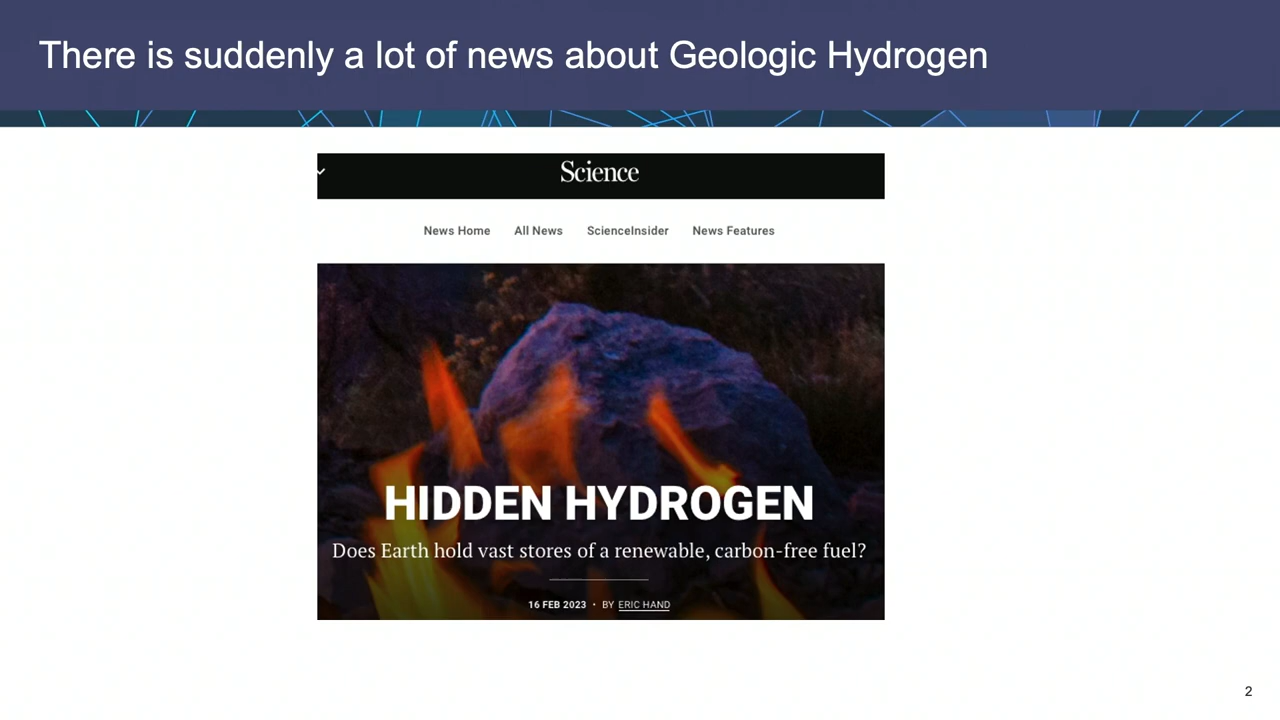 There is suddenly a lot of news about Geologic Hydrogen
Science
News Home All News ScienceInsider News Features
HIDDEN HYDROGEN
Does Earth hold vast stores of a renewable, carbon-free fuel?
16 FEB 2023 • BY ERIC HAND
2